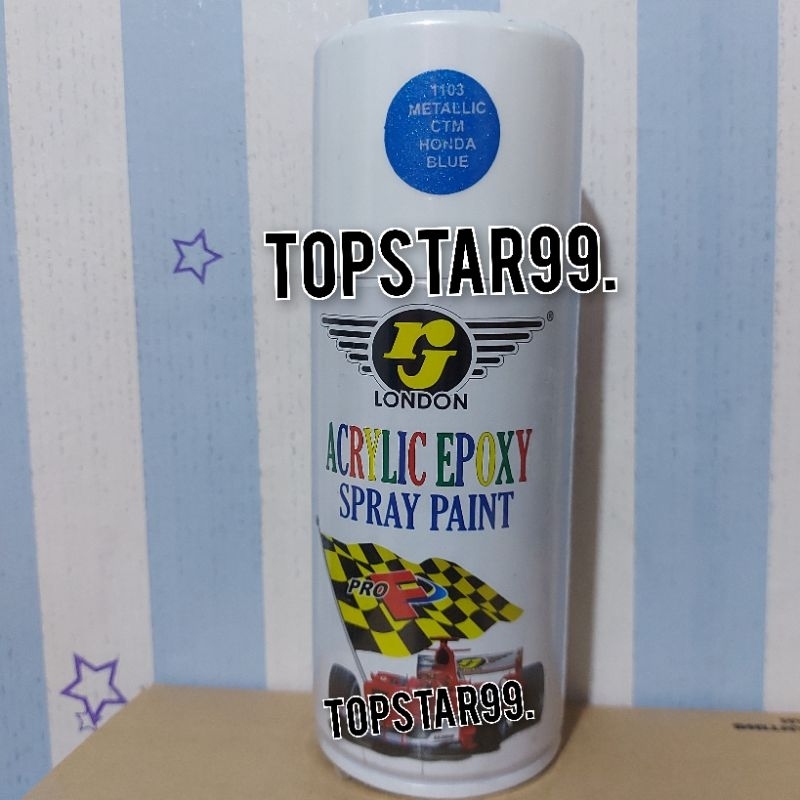 1103
METALLIC
CTM
HONDA
BLUE
TOPSTAR99.
rj
®
LONDON
ACRYLIC EPOXY
SPRAY PAINT
PRO F
TOPSTAR99.